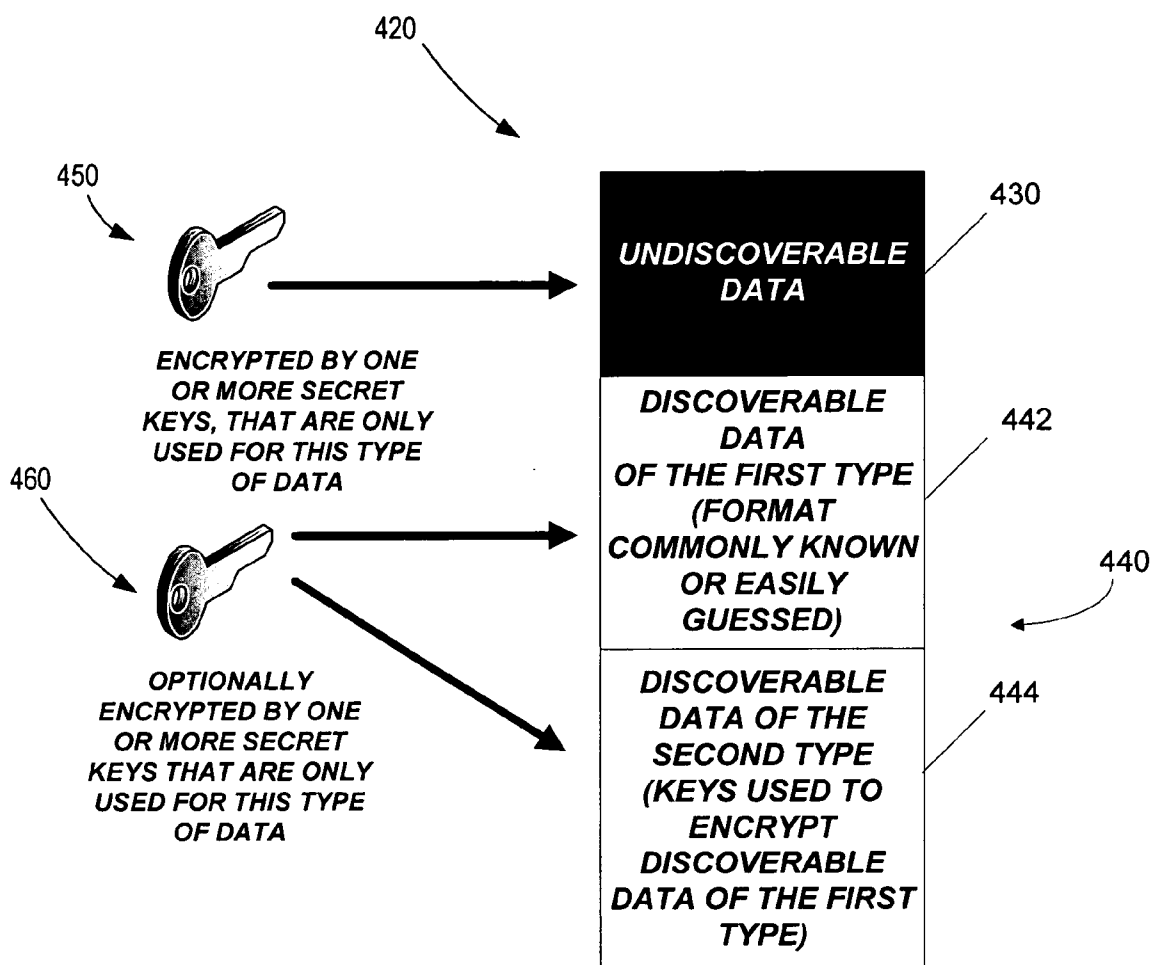 420
450
430
UNDISCOVERABLE
DATA
ENCRYPTED BY ONE
OR MORE SECRET
KEYS, THAT ARE ONLY
USED FOR THIS TYPE
OF DATA
DISCOVERABLE
DATA
OF THE FIRST TYPE
(FORMAT
COMMONLY KNOWN
OR EASILY
GUESSED)
442
460
440
OPTIONALLY
ENCRYPTED BY ONE
OR MORE SECRET
KEYS THAT ARE ONLY
USED FOR THIS TYPE
OF DATA
DISCOVERABLE
DATA OF THE
SECOND TYPE
(KEYS USED TO
ENCRYPT
DISCOVERABLE
DATA OF THE FIRST
TYPE)
444